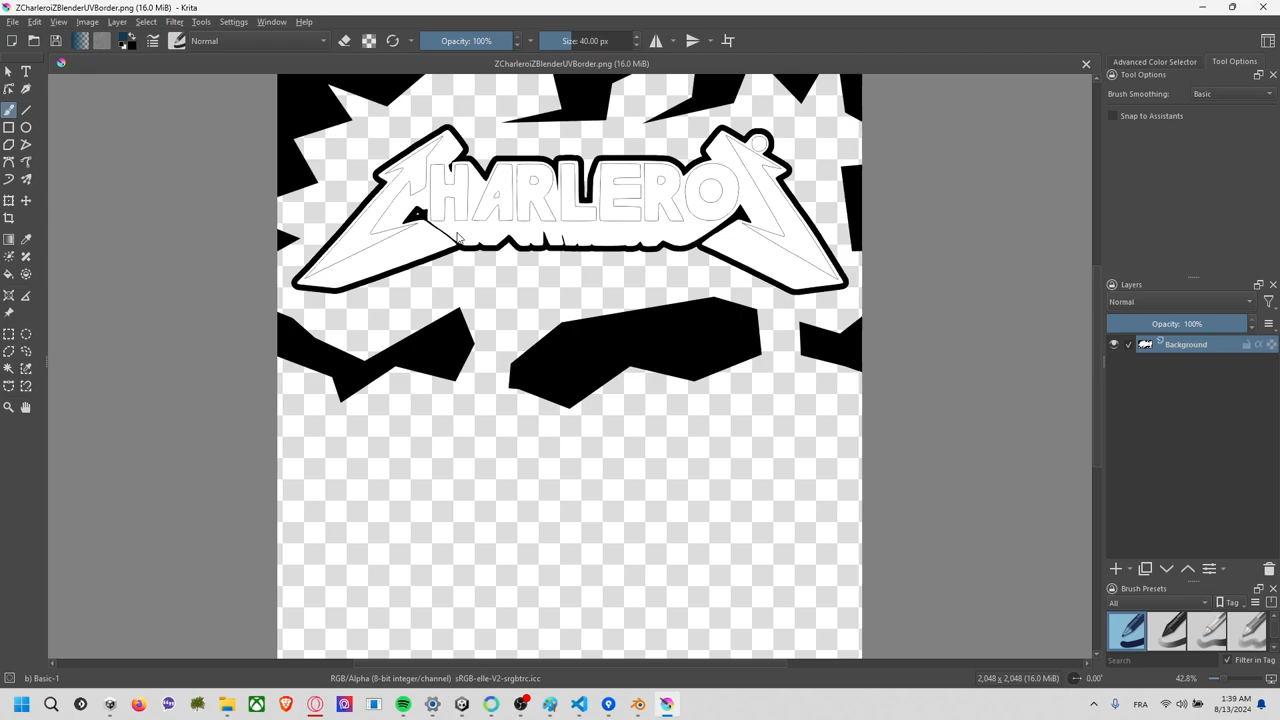 ZCharleroiZBlenderUVBorder.png (16.0 MiB) - Krita
File Edit View Image Layer Select Filter Tools Settings Window Help
Normal Opacity: 100% Size: 40.00 px
ZCharleroiZBlenderUVBorder.png (16.0 MiB)
Advanced Color Selector Tool Options
Tool Options
Brush Smoothing: Basic
Snap to Assistants
CHARLEROI
Layers
Normal
Opacity: 100%
Background
Brush Presets
All Tag
Search Filter in Tag
b) Basic-1 RGB/Alpha (8-bit integer/channel) sRGB-elle-V2-srgbtrc.icc 2,048 x 2,048 (16.0 MiB) 0.00° 42.8%
FRA 1:39 AM
8/13/2024